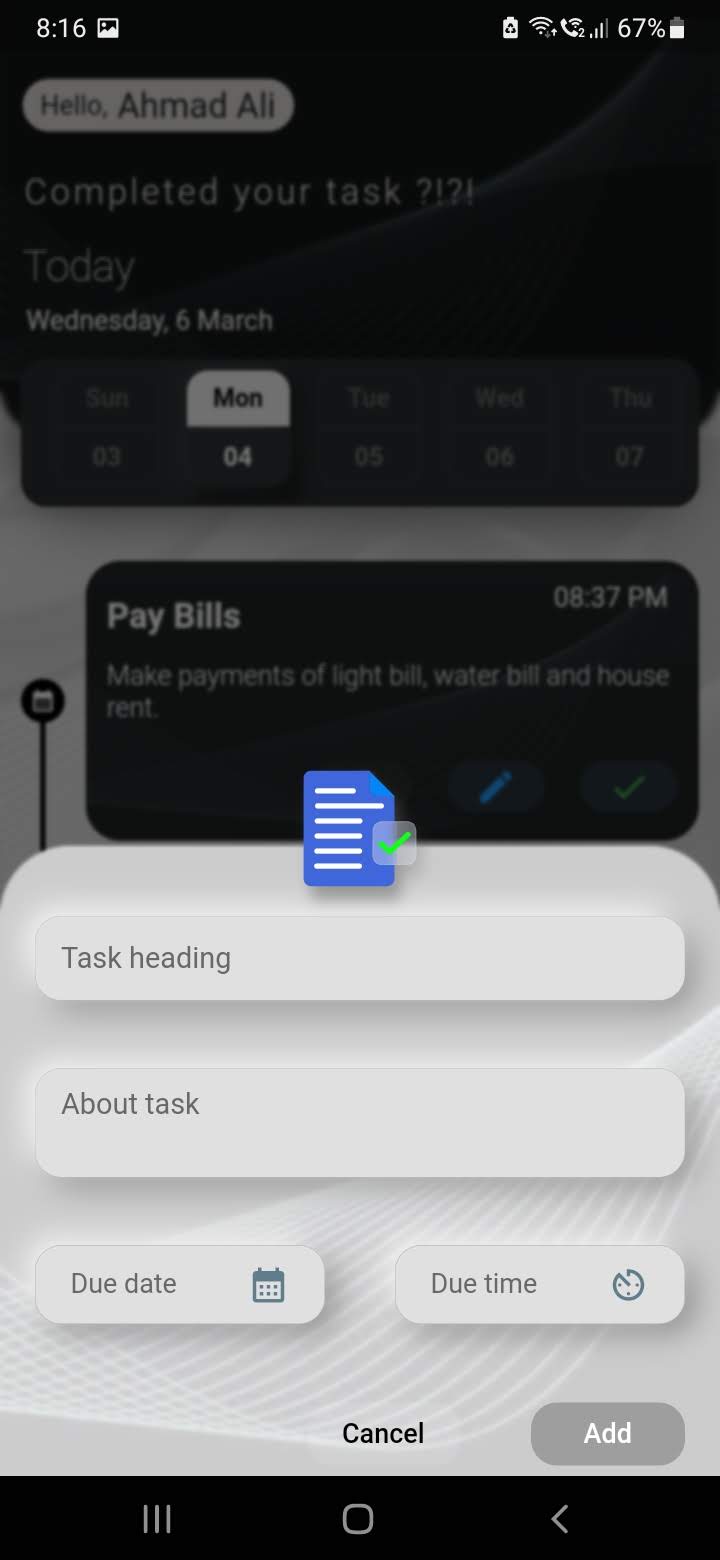 8:16 67%
Hello, Ahmad Ali
Completed your task ?!?!
Today
Wednesday, 6 March
Sun Mon Tue Wed Thu
03 04 05 06 07
Pay Bills 08:37 PM
Make payments of light bill, water bill and house
rent.
Task heading
About task
Due date Due time
Cancel Add